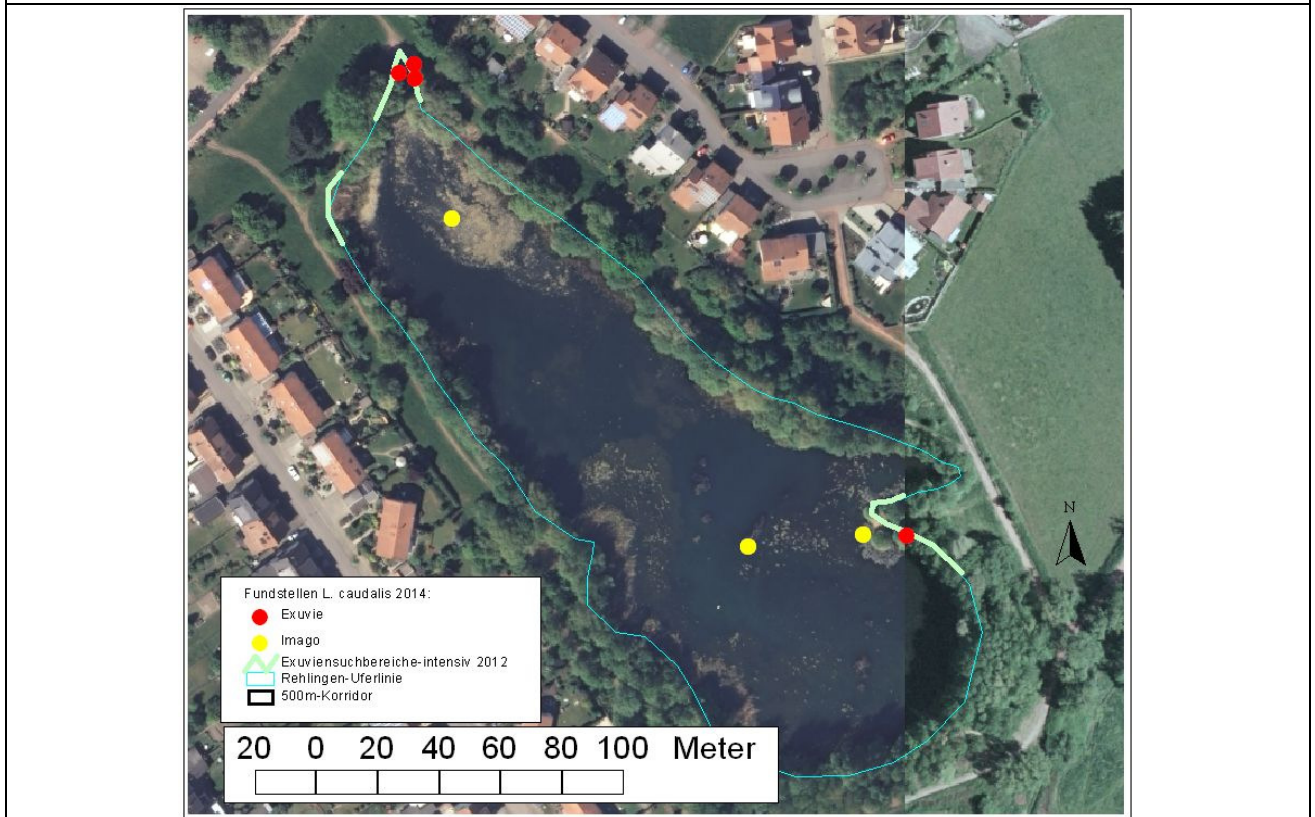 N
Fundstellen L. caudalis 2014:
Exuvie
Imago
Exuviensuchbereiche-intensiv 2012
Rehlingen-Uferlinie
500m-Korridor
20 0 20 40 60 80 100 Meter